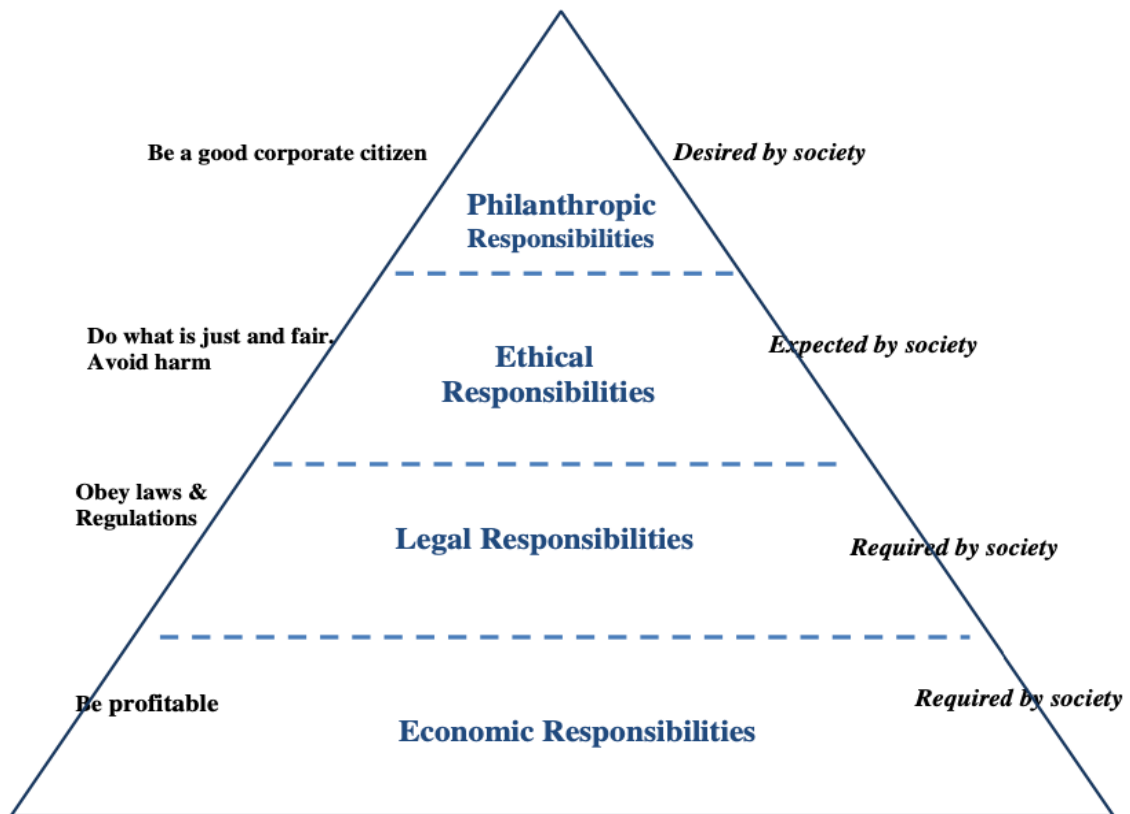 Be a good corporate citizen
Desired by society
Philanthropic
Responsibilities
Do what is just and fair.
Avoid harm
Expected by society
Ethical
Responsibilities
Obey laws &
Regulations
Legal Responsibilities
Required by society
Be profitable
Required by society
Economic Responsibilities